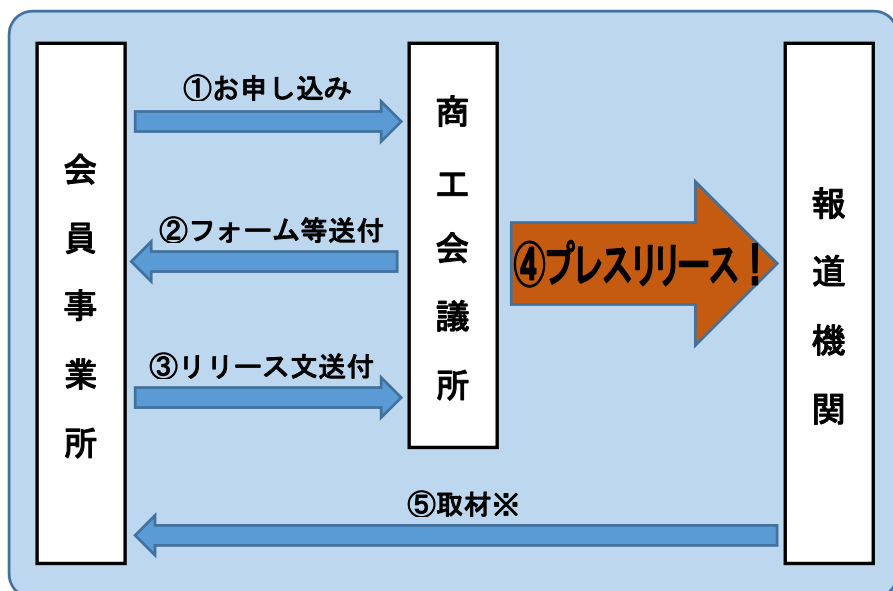 会員事業所
①お申し込み
②フォーム等送付
③リリース文送付
商工会議所
④プレスリリース！
報道機関
⑤取材※